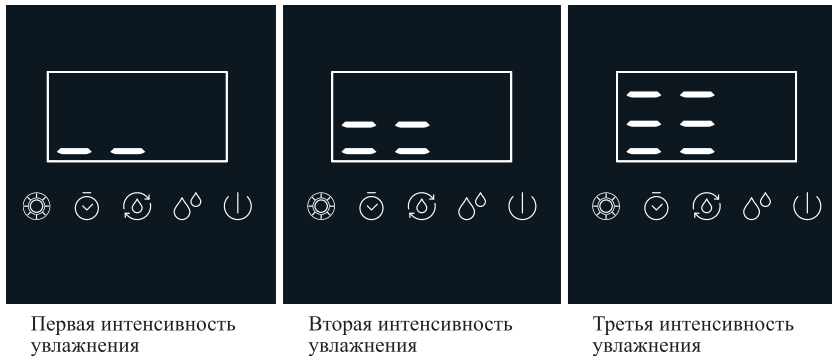 Первая интенсивность
увлажнения
Вторая интенсивность
увлажнения
Третья интенсивность
увлажнения